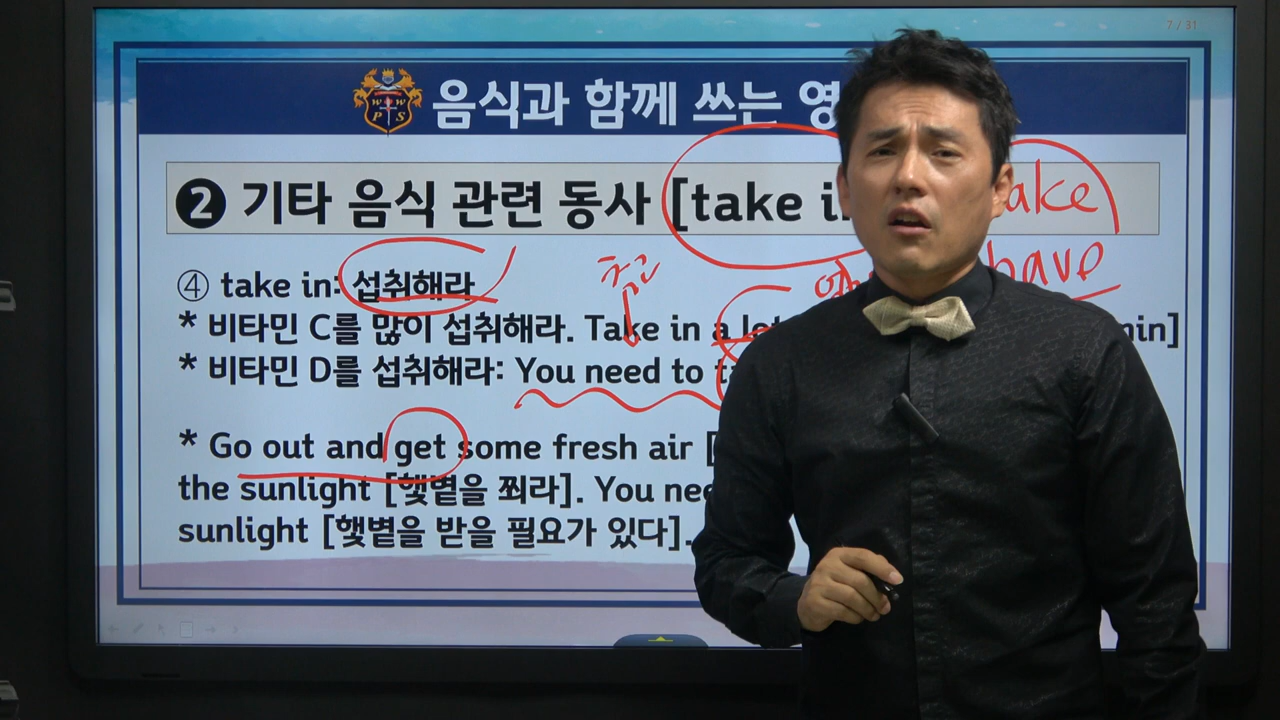 7 / 31
W W
P S
음식과 함께 쓰는
❷ 기타 음식 관련 동사 [take
take
④ take in: 섭취해라
충고
have
* 비타민 C를 많이 섭취해라. Take in a min]
* 비타민 D를 섭취해라: You need to
* Go out and get some fresh air [
the sunlight [햇볕을 쬐라]. You
sunlight [햇볕을 받을 필요가 있다].